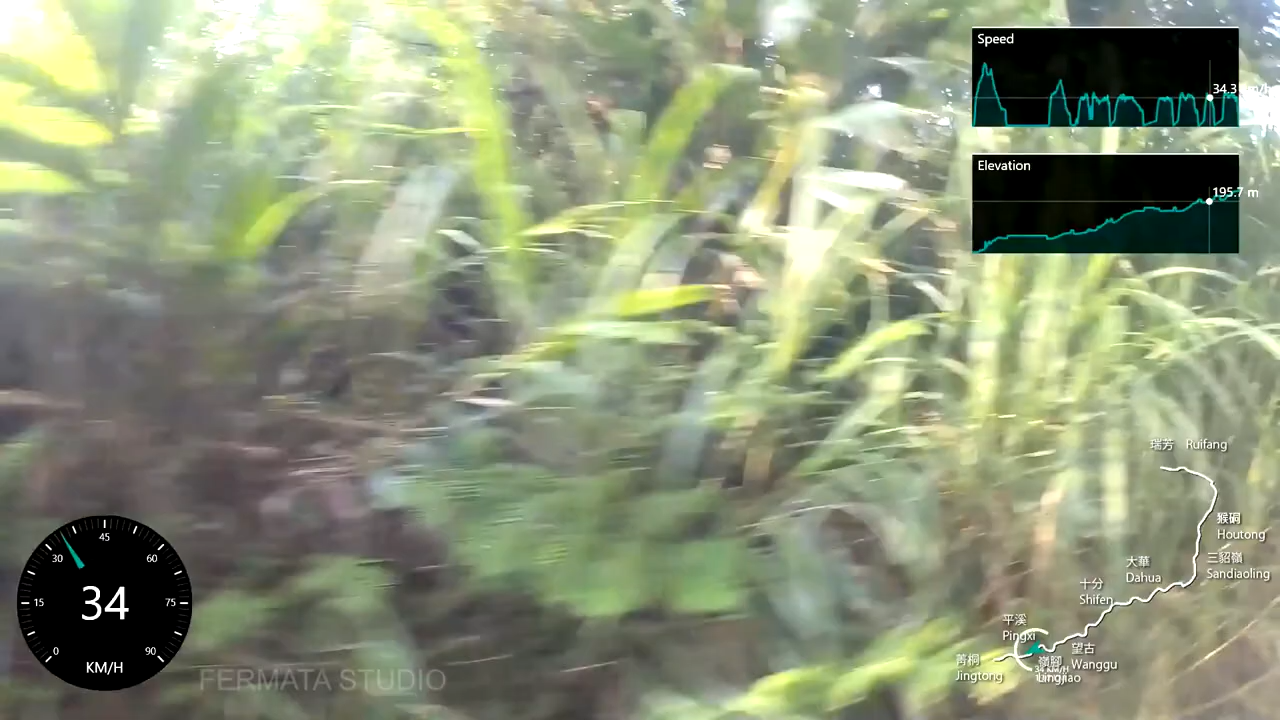 Speed
34.3
Elevation
195.7 m
瑞芳 Ruifang
猴硐
Houtong
三貂嶺
Sandiaoling
大華
Dahua
十分
Shifen
平溪
Pingxi
望古
Wanggu
嶺腳
Lingjiao
菁桐
Jingtong
34 KM/H
45
30
60
15
34
75
0
90
KM/H
FERMATA STUDIO